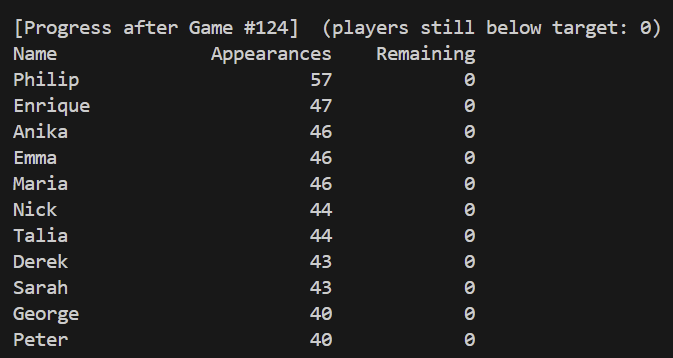 [Progress after Game #124]  (players still below target: 0)
Name              Appearances    Remaining
Philip                     57            0
Enrique                    47            0
Anika                      46            0
Emma                       46            0
Maria                      46            0
Nick                       44            0
Talia                      44            0
Derek                      43            0
Sarah                      43            0
George                     40            0
Peter                      40            0